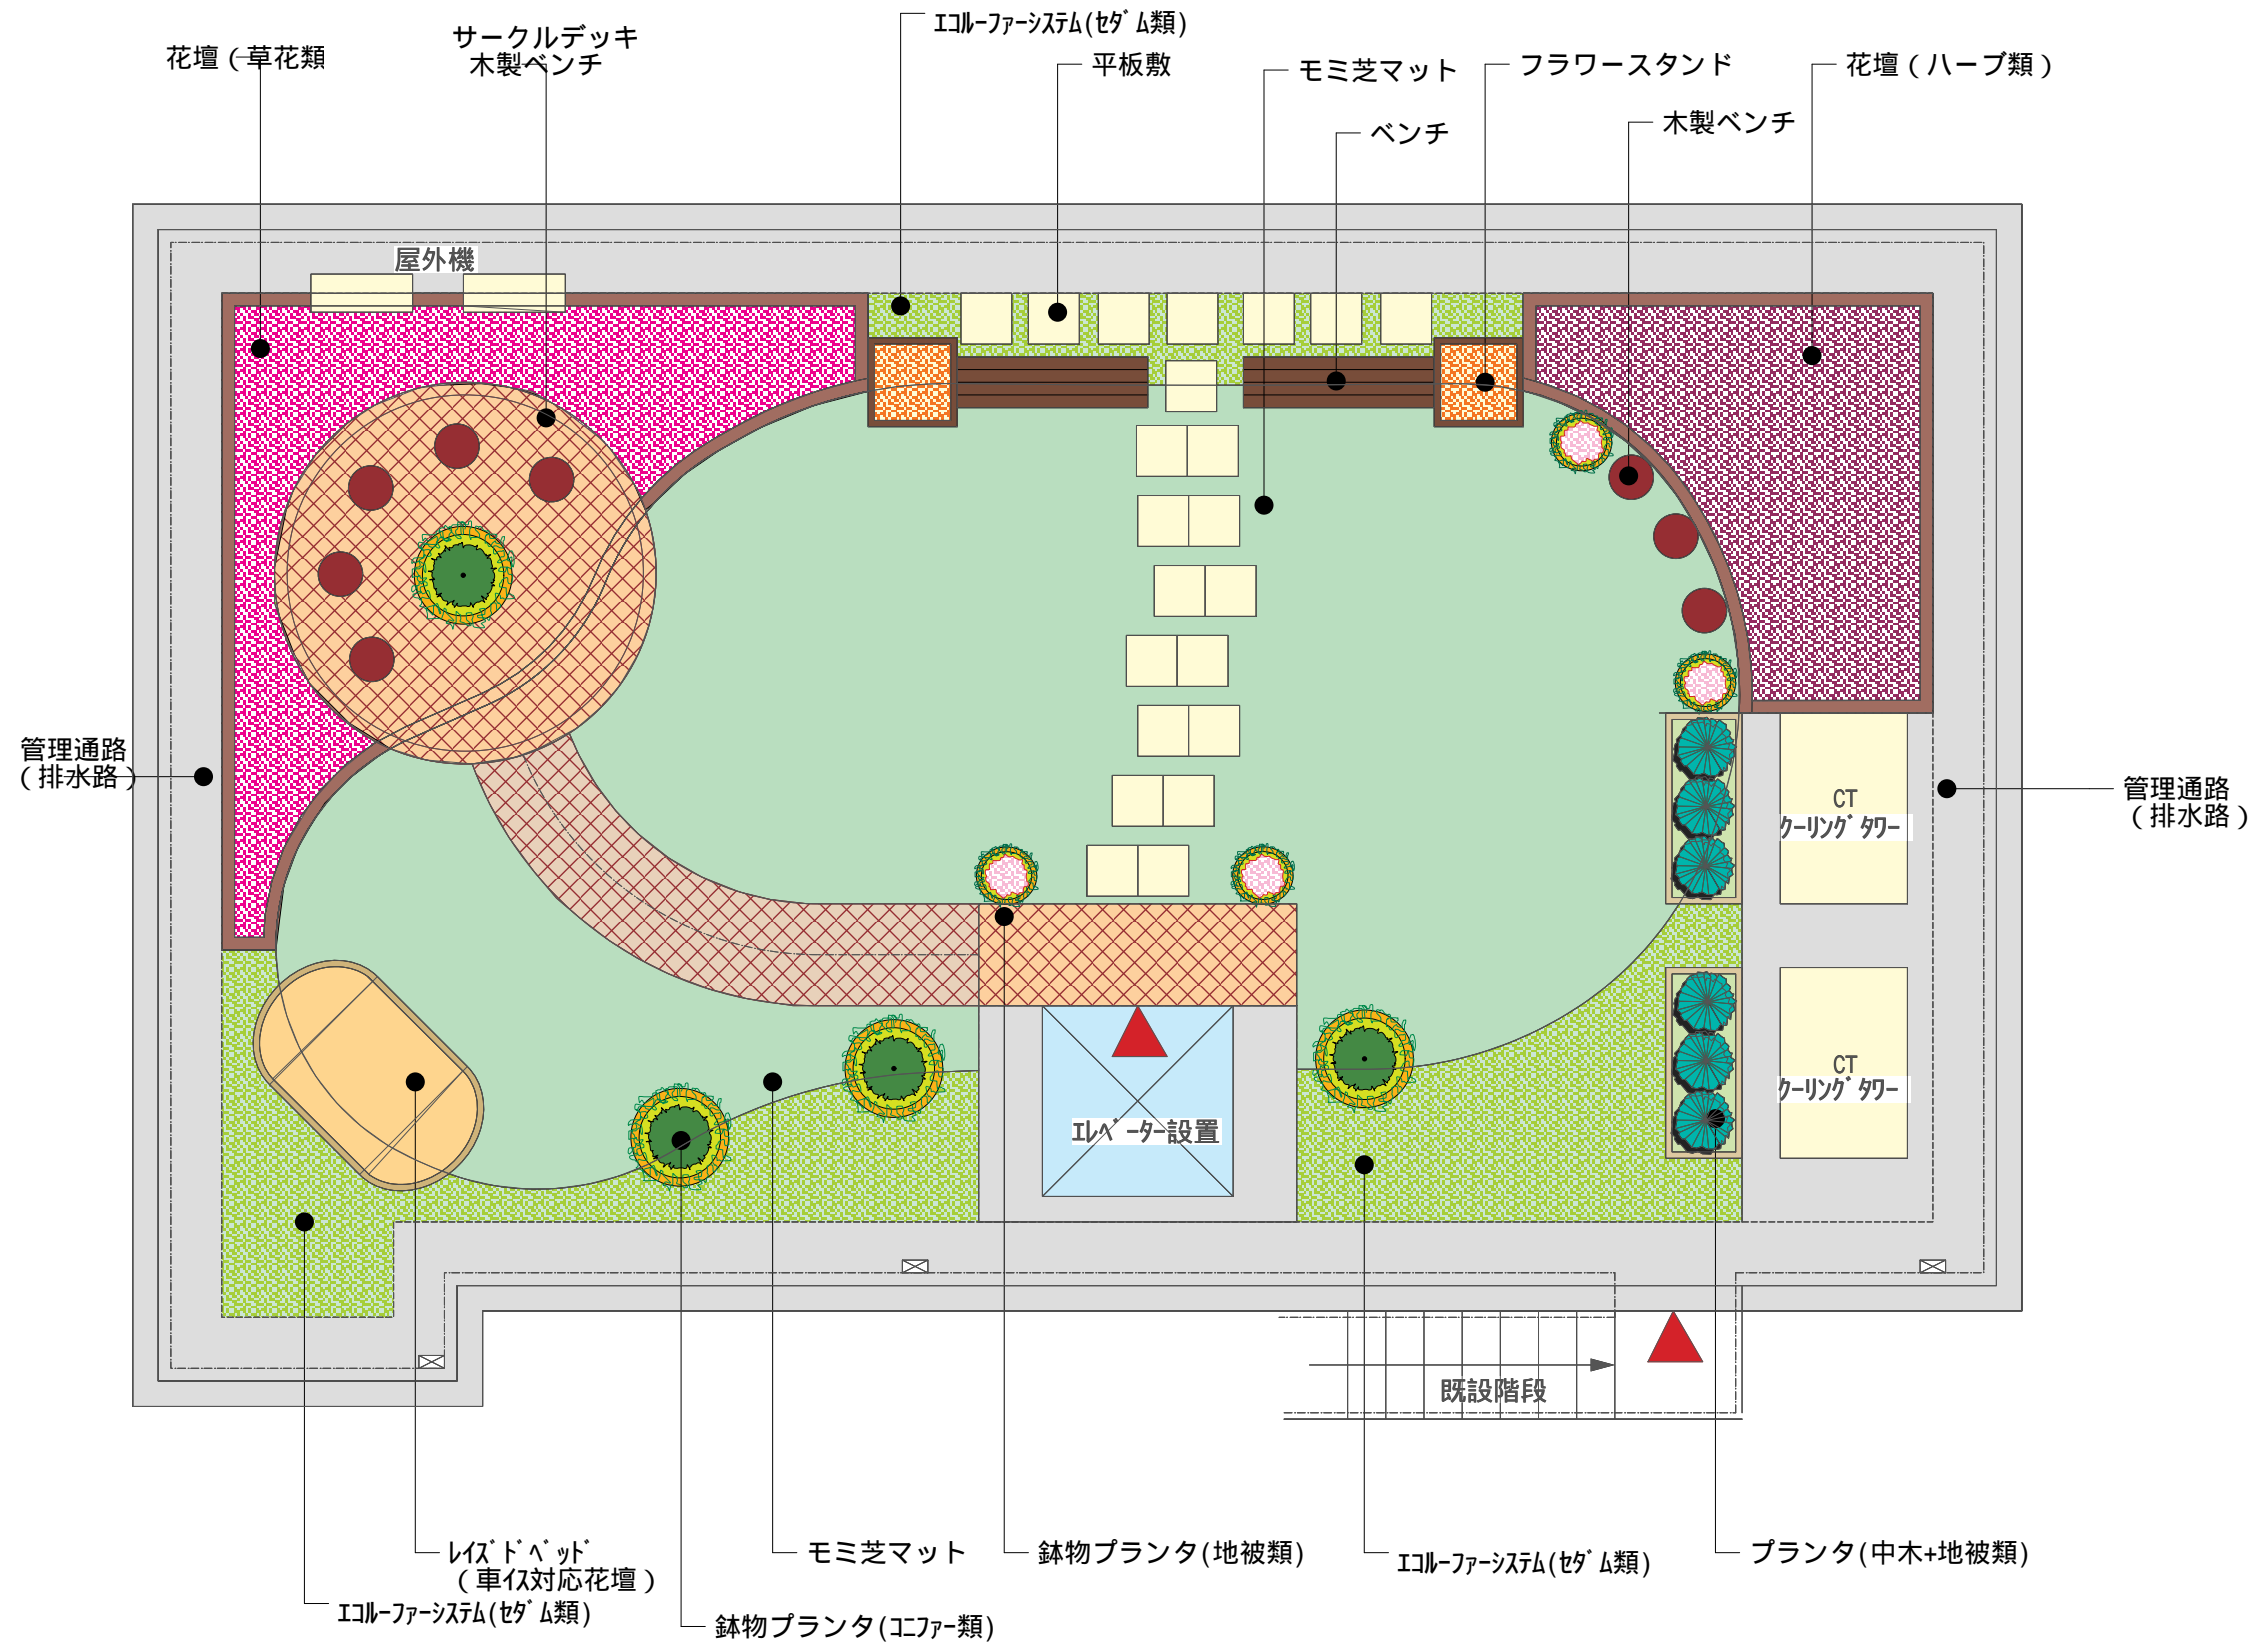 ｴｺﾙｰﾌｧｰｼｽﾃﾑ(ｾﾀﾞﾑ類)
花壇（草花類
サークルデッキ
木製ベンチ
平板敷
モミ芝マット
フラワースタンド
花壇（ハーブ類）
ベンチ
木製ベンチ
屋外機
管理通路
（排水路）
管理通路
（排水路）
CT
ｸｰﾘﾝｸﾞﾀﾜｰ
CT
ｸｰﾘﾝｸﾞﾀﾜｰ
ｴﾚﾍﾞｰﾀｰ設置
既設階段
ﾚｲｽﾞﾄﾞﾍﾞｯﾄﾞ
（車ｲｽ対応花壇）
ｴｺﾙｰﾌｧｰｼｽﾃﾑ(ｾﾀﾞﾑ類)
モミ芝マット
鉢物プランタ(地被類)
ｴｺﾙｰﾌｧｰｼｽﾃﾑ(ｾﾀﾞﾑ類)
プランタ(中木+地被類)
鉢物プランタ(ｺﾆﾌｧｰ類)